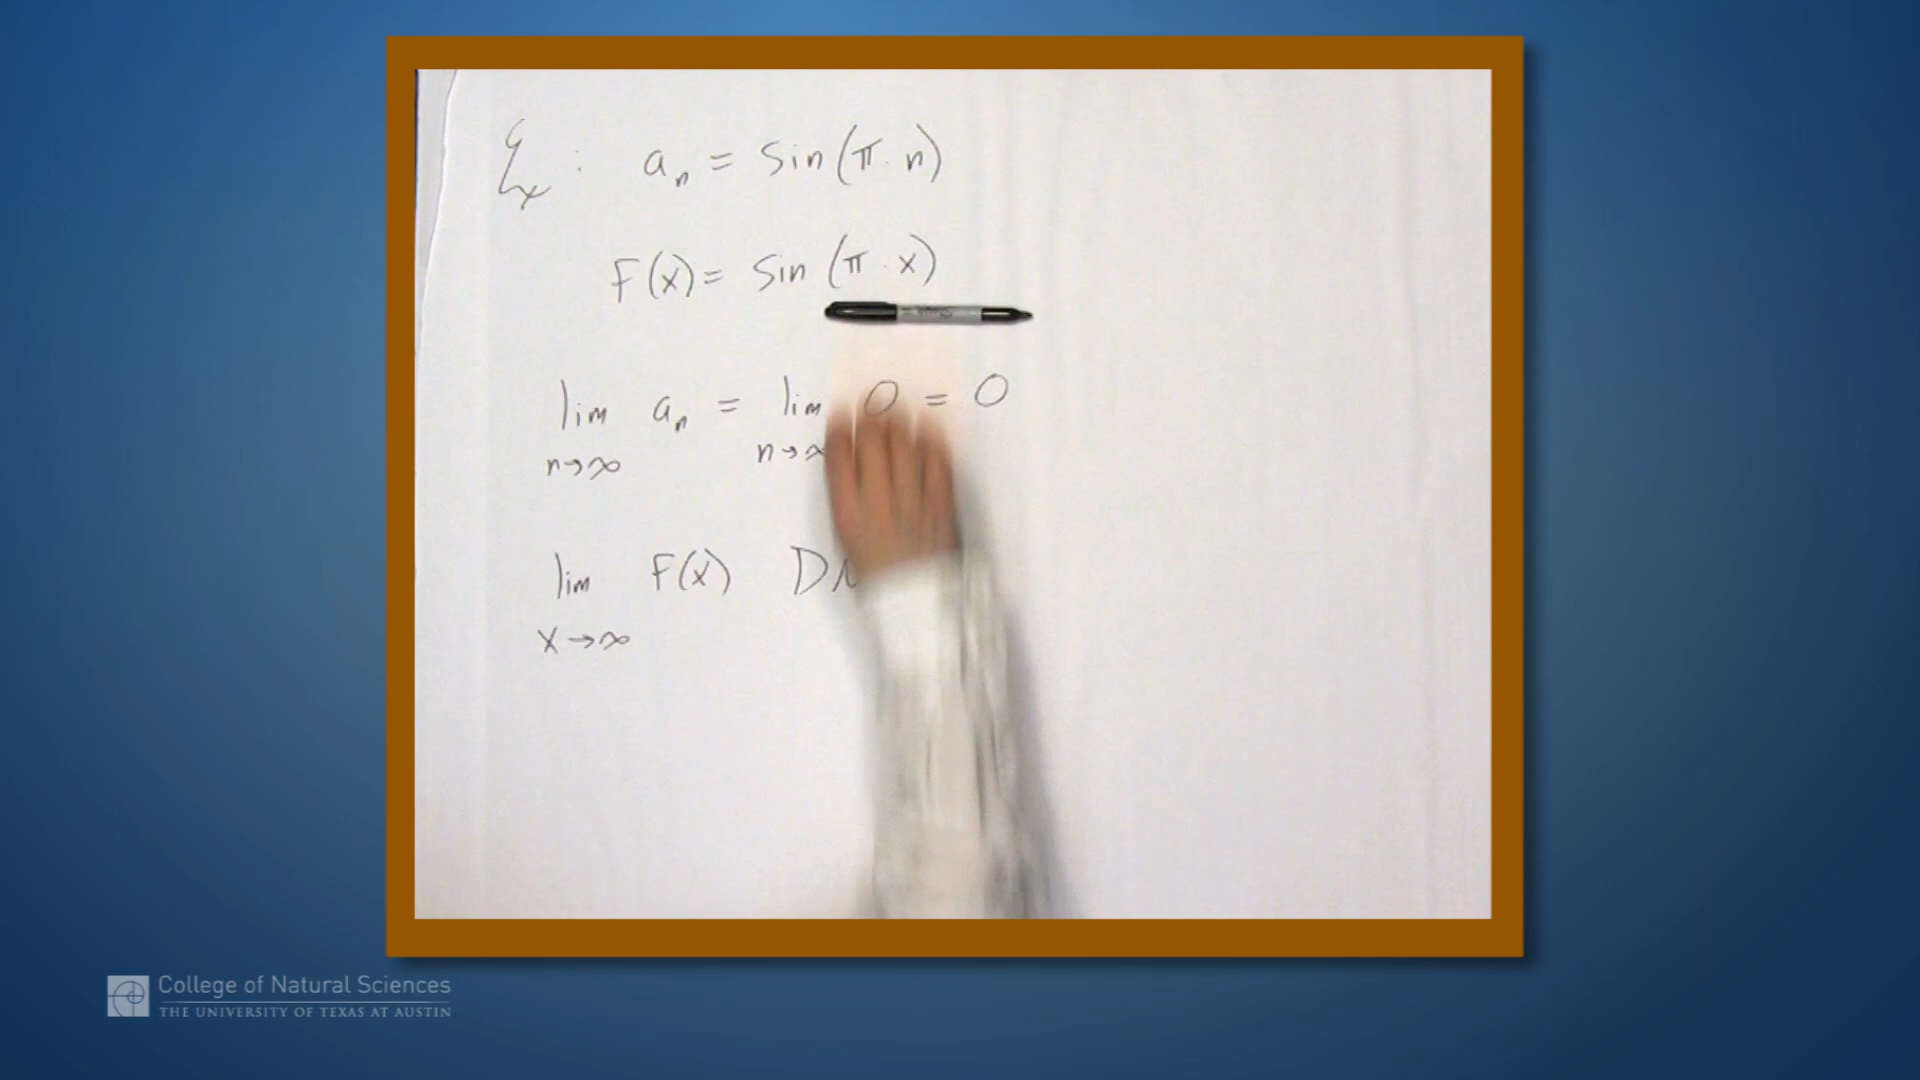 Ex : aₙ = Sin(π · n)
F(x) = Sin(π · x)
lim aₙ = lim 0 = 0
n→∞ n→∞
lim F(x) DN
x→∞
College of Natural Sciences
THE UNIVERSITY OF TEXAS AT AUSTIN